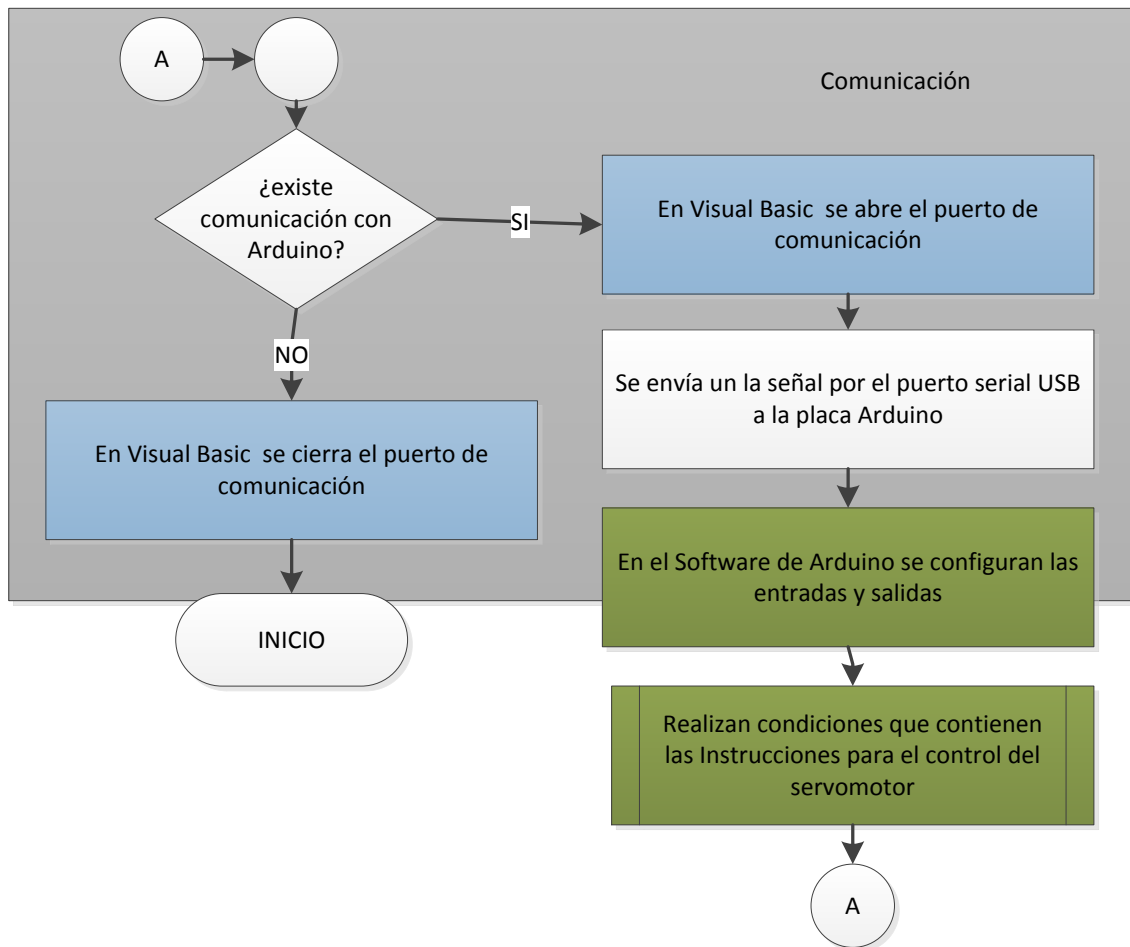 A
Comunicación
¿existe
comunicación con
Arduino?
SI
En Visual Basic  se abre el puerto de
comunicación
NO
Se envía un la señal por el puerto serial USB
a la placa Arduino
En Visual Basic  se cierra el puerto de
comunicación
En el Software de Arduino se configuran las
entradas y salidas
INICIO
Realizan condiciones que contienen
las Instrucciones para el control del
servomotor
A